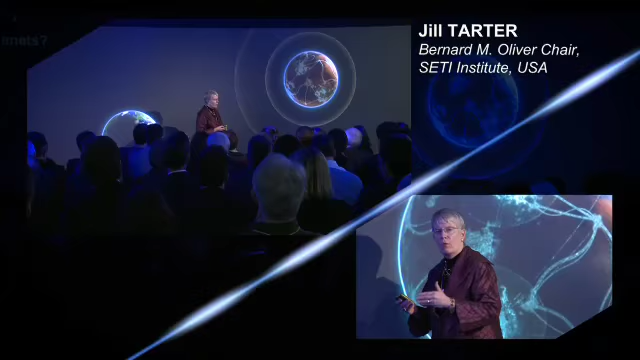 Jill TARTER
Bernard M. Oliver Chair,
SETI Institute, USA